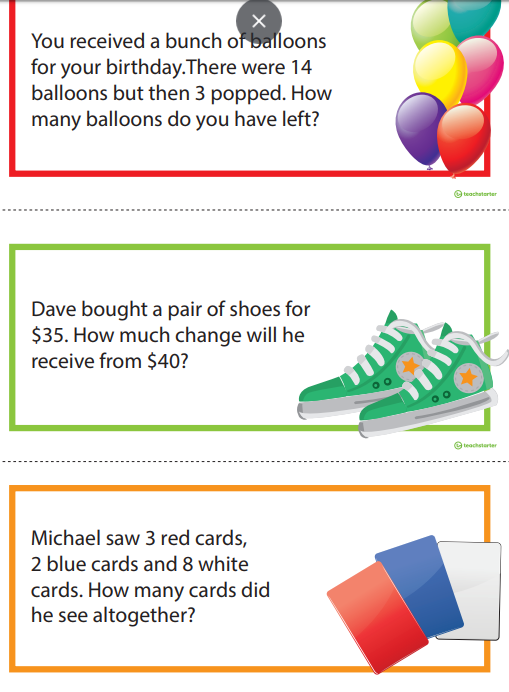 You received a bunch of balloons
for your birthday.There were 14
balloons but then 3 popped. How
many balloons do you have left?
teachstarter
Dave bought a pair of shoes for
$35. How much change will he
receive from $40?
teachstarter
Michael saw 3 red cards,
2 blue cards and 8 white
cards. How many cards did
he see altogether?